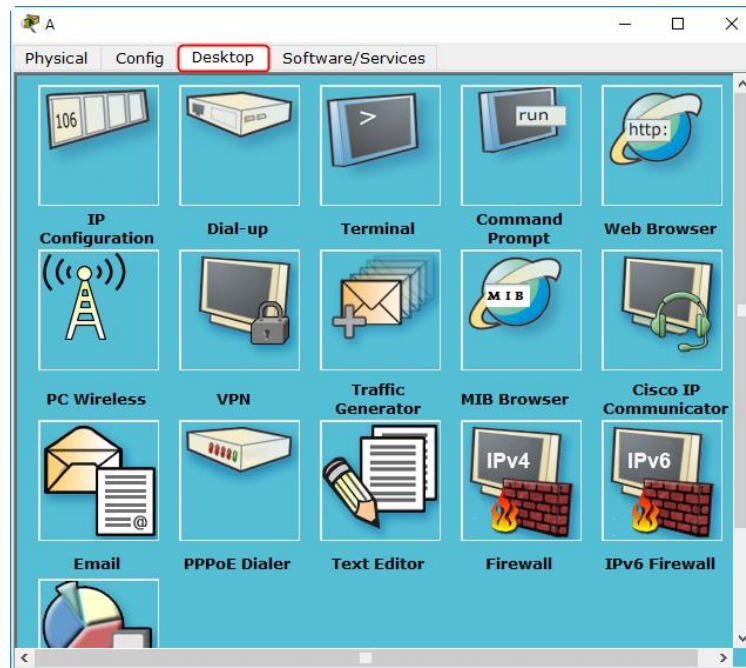 A
Physical Config Desktop Software/Services
106
>
run
http:
IP
Configuration
Dial-up
Terminal
Command
Prompt
Web Browser
MIB
PC Wireless
VPN
Traffic
Generator
MIB Browser
Cisco IP
Communicator
@
IPv4
IPv6
Email
PPPoE Dialer
Text Editor
Firewall
IPv6 Firewall